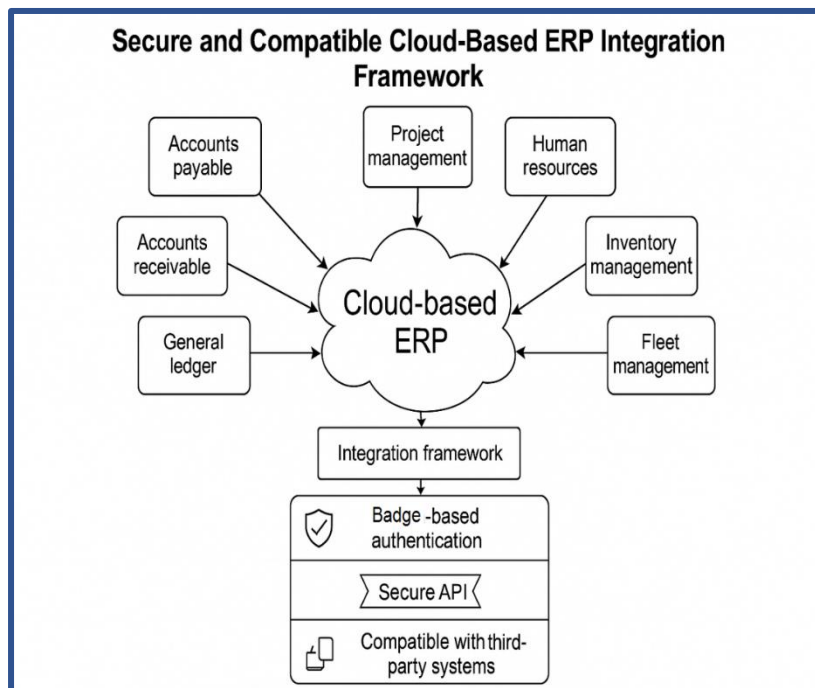 Secure and Compatible Cloud-Based ERP Integration
Framework
Accounts
payable
Project
management
Human
resources
Accounts
receivable
Inventory
management
General
ledger
Fleet
management
Cloud-based
ERP
Integration framework
Badge -based
authentication
Secure API
Compatible with third-
party systems